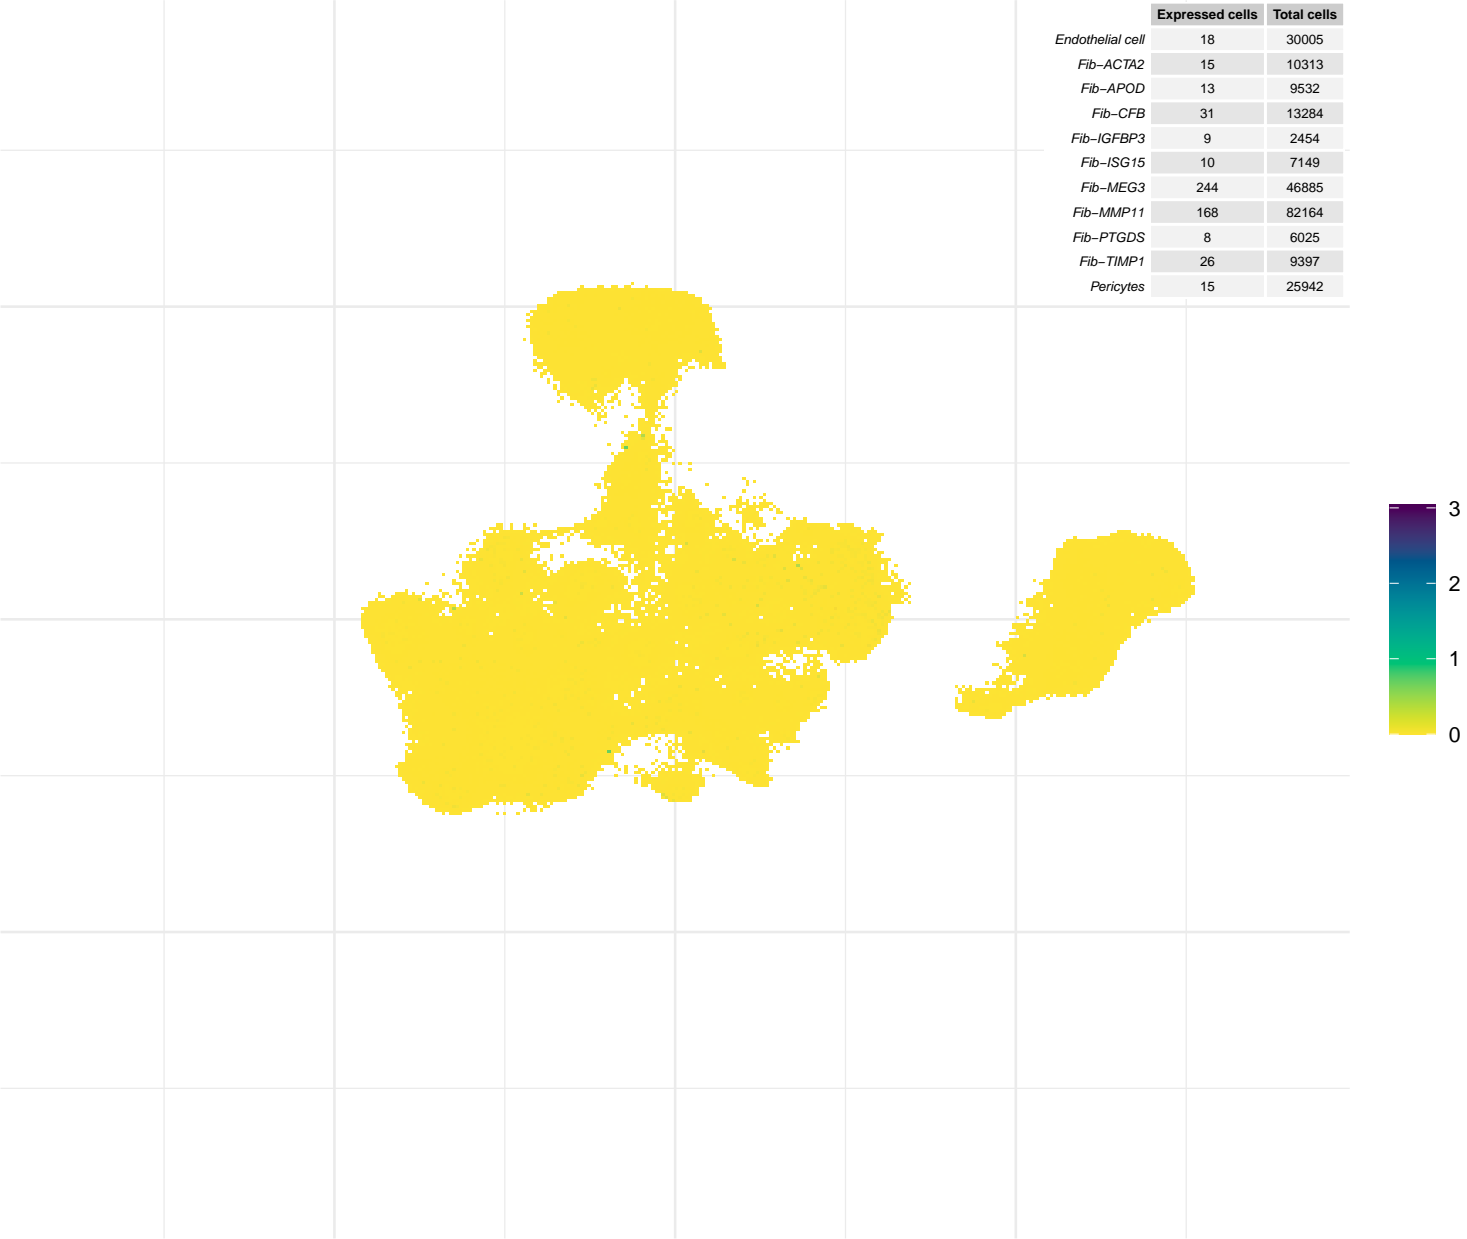 Expressed cells Total cells
Endothelial cell 18 30005
Fib−ACTA2 15 10313
Fib−APOD 13 9532
Fib−CFB 31 13284
Fib−IGFBP3 9 2454
Fib−ISG15 10 7149
Fib−MEG3 244 46885
Fib−MMP11 168 82164
Fib−PTGDS 8 6025
Fib−TIMP1 26 9397
Pericytes 15 25942
3
2
1
0